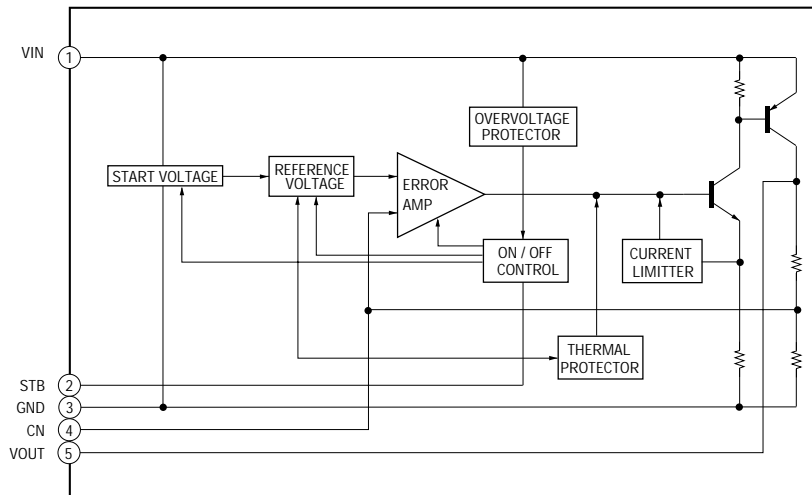 VIN
1
OVERVOLTAGE
PROTECTOR
START VOLTAGE
REFERENCE
VOLTAGE
ERROR
AMP
ON / OFF
CONTROL
CURRENT
LIMITTER
THERMAL
PROTECTOR
STB
2
GND
3
CN
4
VOUT
5